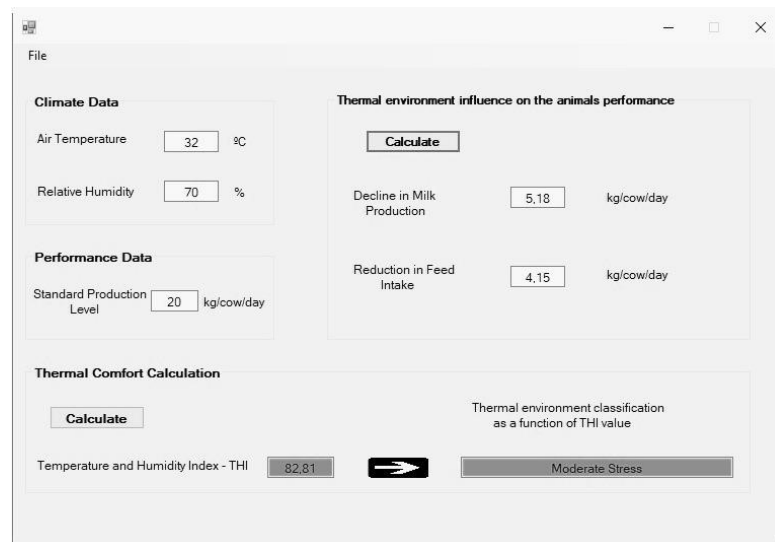 File
Climate Data
Air Temperature 32 ºC
Relative Humidity 70 %
Performance Data
Standard Production
Level
20 kg/cow/day
Thermal environment influence on the animals performance
Calculate
Decline in Milk
Production
5,18 kg/cow/day
Reduction in Feed
Intake
4,15 kg/cow/day
Thermal Comfort Calculation
Calculate
Thermal environment classification
as a function of THI value
Temperature and Humidity Index - THI 82,81 Moderate Stress